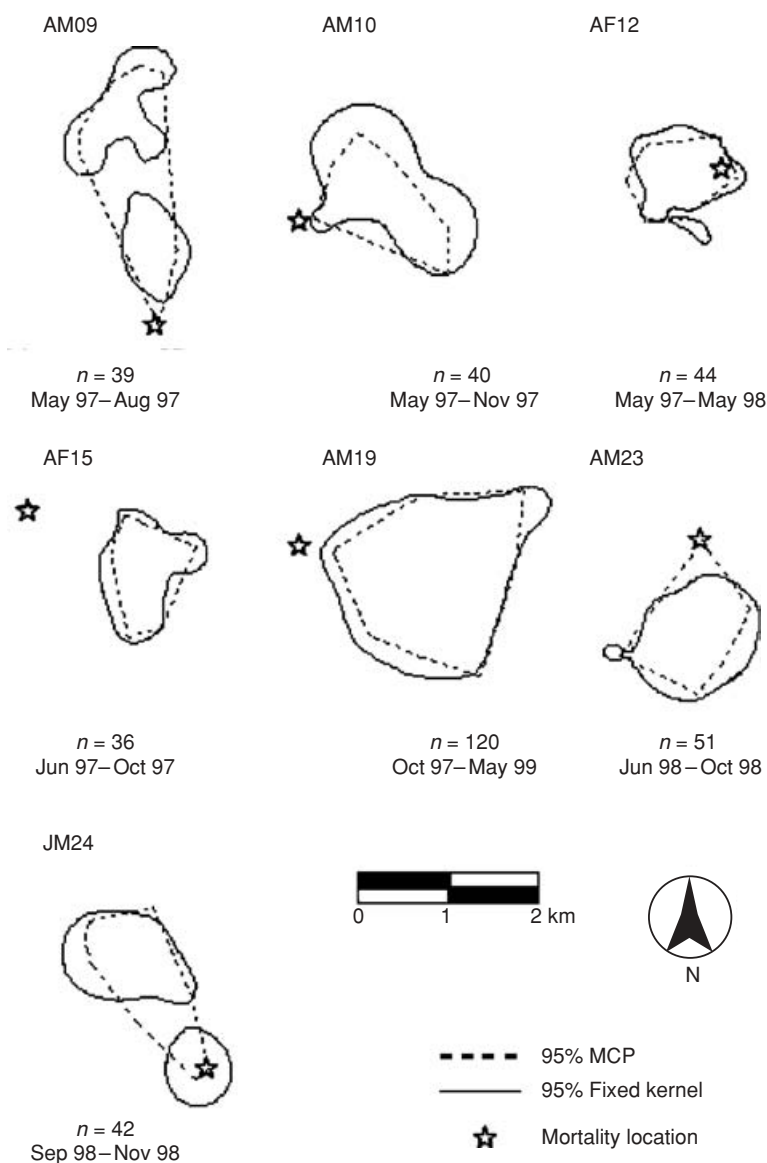 AM09 AM10 AF12
n = 39 n = 40 n = 44
May 97–Aug 97 May 97–Nov 97 May 97–May 98
AF15 AM19 AM23
n = 36 n = 120 n = 51
Jun 97–Oct 97 Oct 97–May 99 Jun 98–Oct 98
JM24
0 1 2 km
N
95% MCP
95% Fixed kernel
n = 42
Mortality location
Sep 98–Nov 98